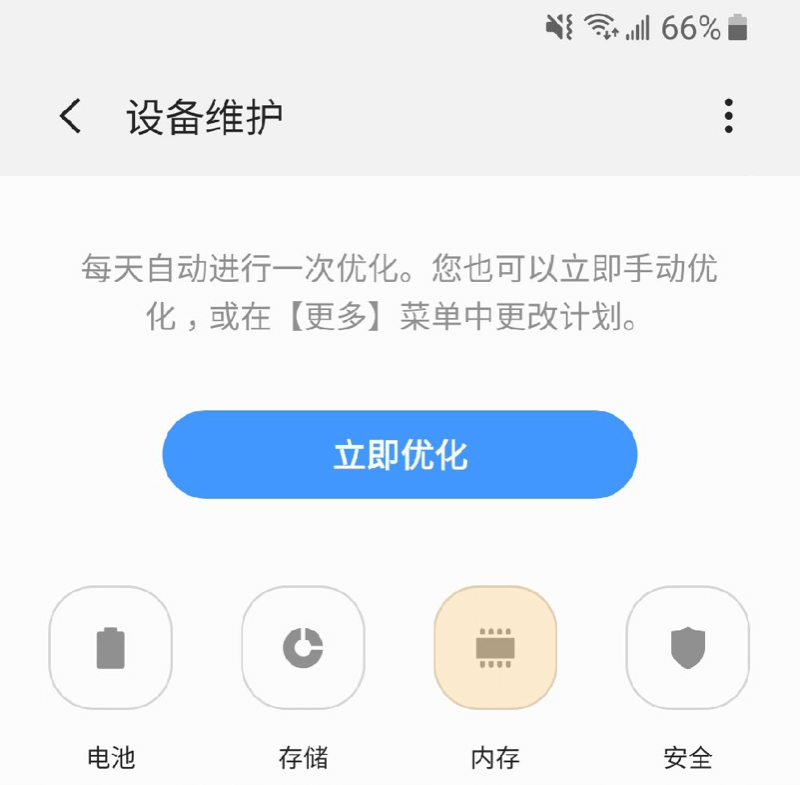 66%
设备维护
每天自动进行一次优化。您也可以立即手动优
化，或在【更多】菜单中更改计划。
立即优化
电池 存储 内存 安全